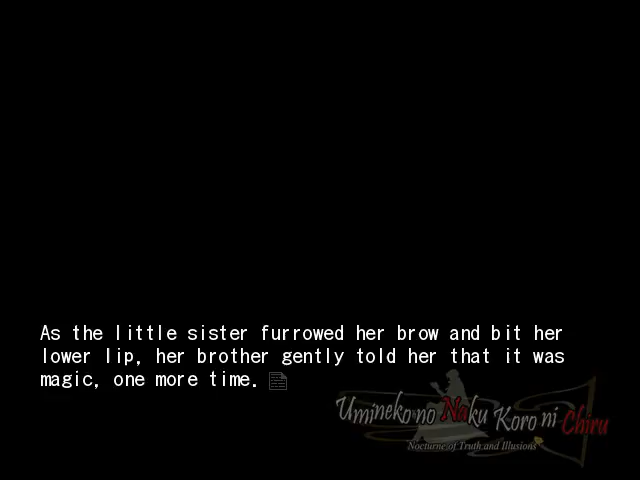 As the little sister furrowed her brow and bit her
lower lip, her brother gently told her that it was
magic, one more time.
Umineko no Naku Koro ni Chiru
Nocturne of Truth and Illusions